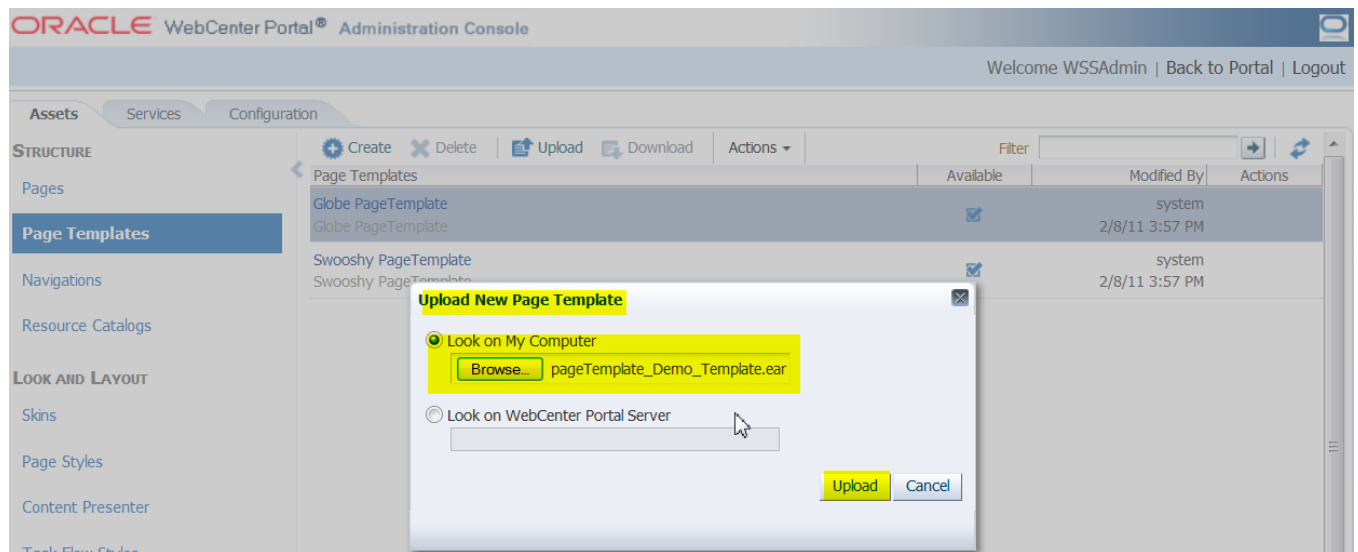 ORACLE WebCenter Portal® Administration Console
Welcome WSSAdmin | Back to Portal | Logout
Assets Services Configuration
STRUCTURE
Pages
Page Templates
Navigations
Resource Catalogs
LOOK AND LAYOUT
Skins
Page Styles
Content Presenter
Create Delete Upload Download Actions Filter
Page Templates Available Modified By Actions
Globe PageTemplate system
Globe PageTemplate 2/8/11 3:57 PM
Swooshy PageTemplate system
Swooshy PageTemplate 2/8/11 3:57 PM
Upload New Page Template
Look on My Computer
Browse... pageTemplate_Demo_Template.ear
Look on WebCenter Portal Server
Upload Cancel